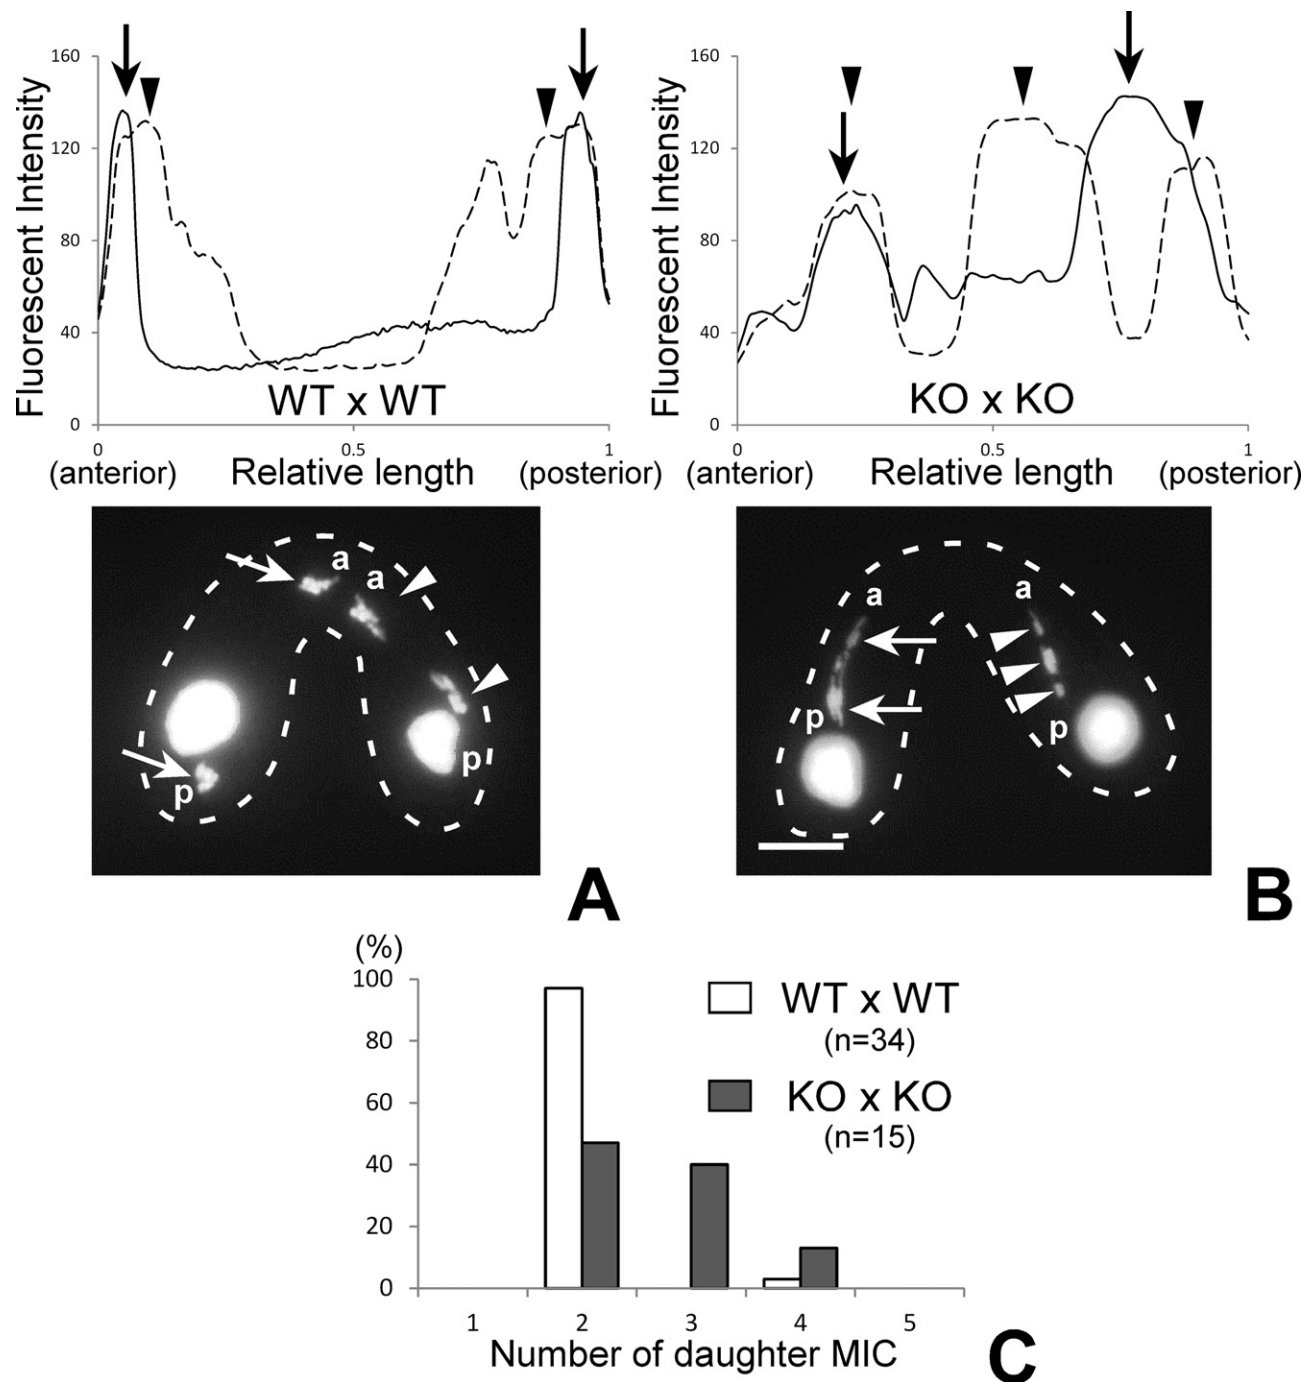 Fluorescent Intensity
160
120
80
40
0
WT x WT
0
0.5
1
(anterior)
Relative length
(posterior)
Fluorescent Intensity
160
120
80
40
0
KO x KO
0
0.5
1
(anterior)
Relative length
(posterior)
a
a
p
p
A
a
a
p
p
B
(%)
100
80
60
40
20
0
WT x WT
(n=34)
KO x KO
(n=15)
1
2
3
4
5
Number of daughter MIC
C